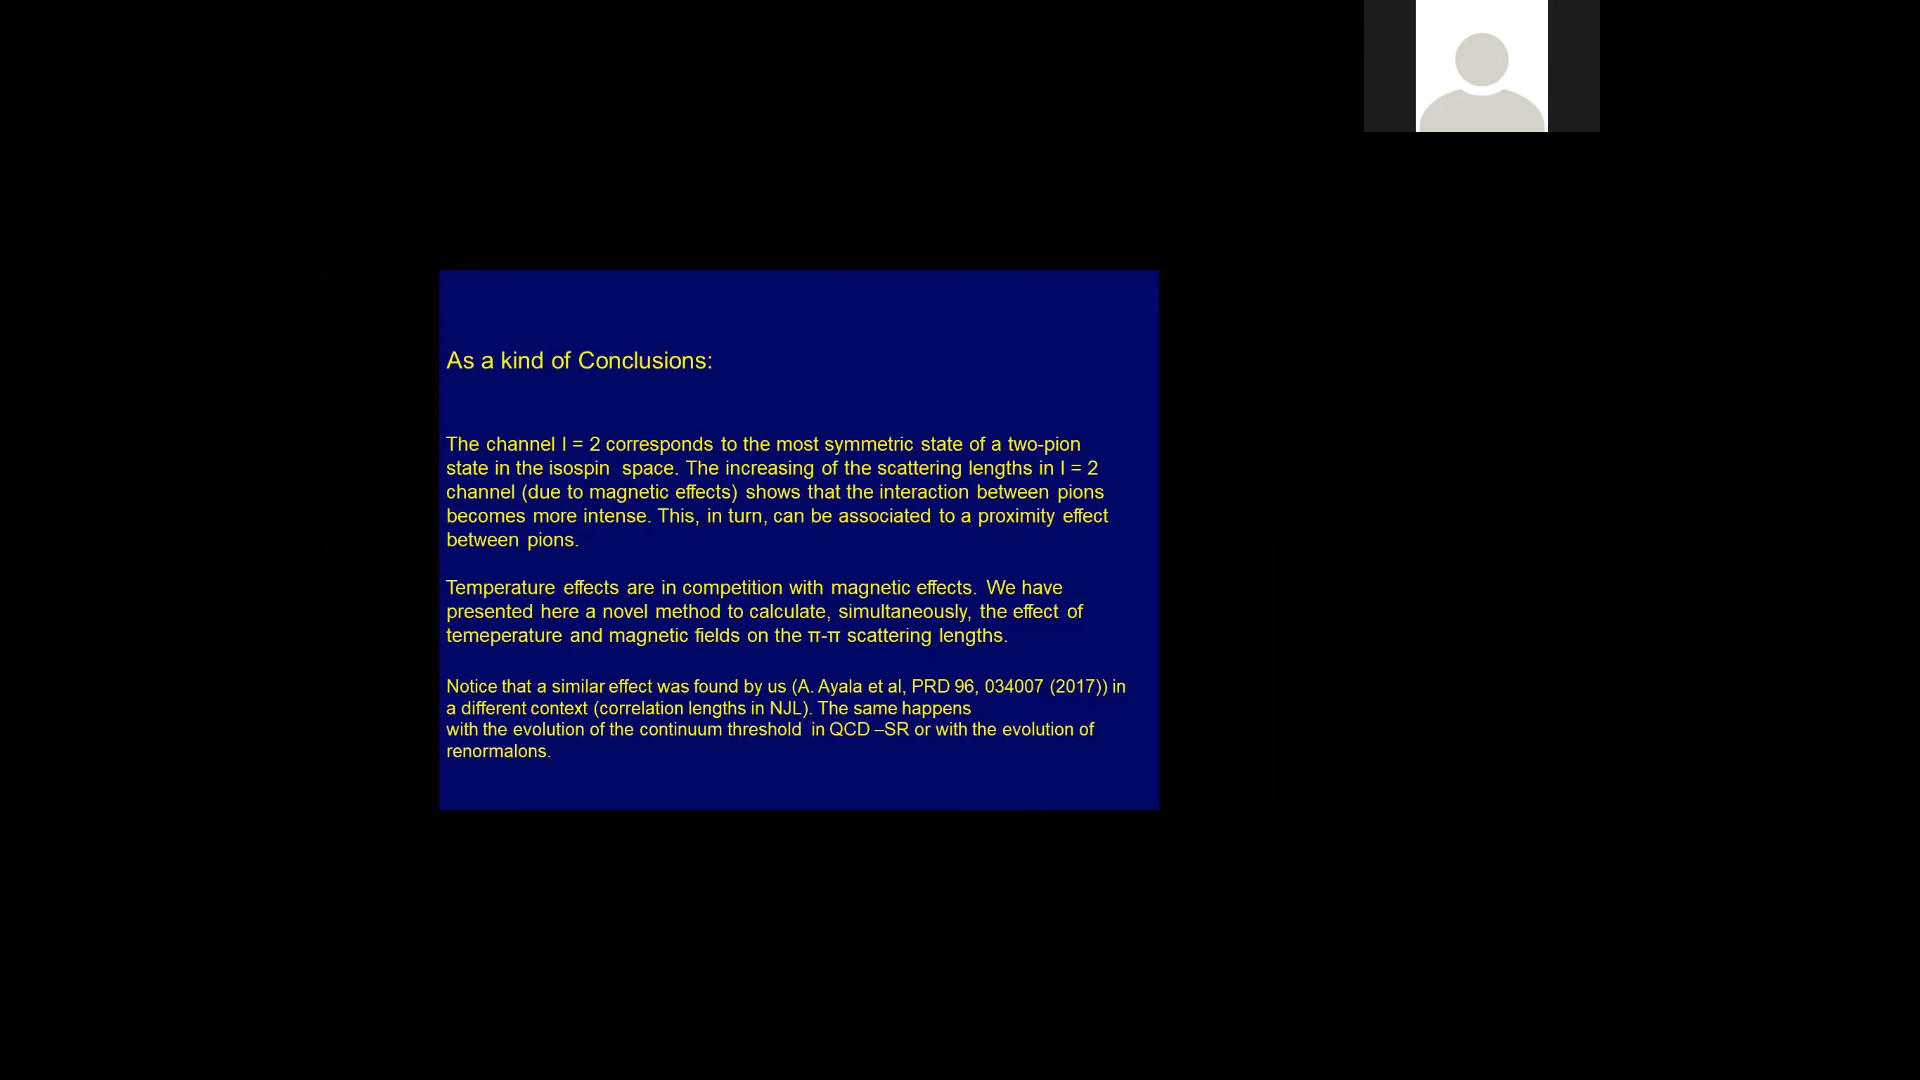 As a kind of Conclusions:
The channel I = 2 corresponds to the most symmetric state of a two-pion
state in the isospin space. The increasing of the scattering lengths in I = 2
channel (due to magnetic effects) shows that the interaction between pions
becomes more intense. This, in turn, can be associated to a proximity effect
between pions.
Temperature effects are in competition with magnetic effects. We have
presented here a novel method to calculate, simultaneously, the effect of
temeperature and magnetic fields on the π-π scattering lengths.
Notice that a similar effect was found by us (A. Ayala et al, PRD 96, 034007 (2017)) in
a different context (correlation lengths in NJL). The same happens
with the evolution of the continuum threshold in QCD –SR or with the evolution of
renormalons.